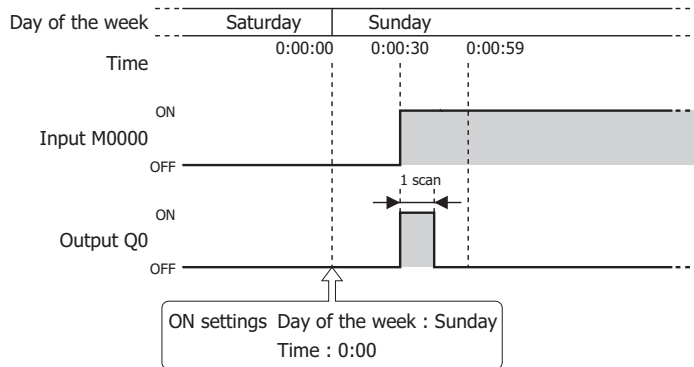 Day of the week Saturday Sunday
0:00:00 0:00:30 0:00:59
Time
ON
Input M0000
OFF
1 scan
ON
Output Q0
OFF
ON settings Day of the week : Sunday
Time : 0:00